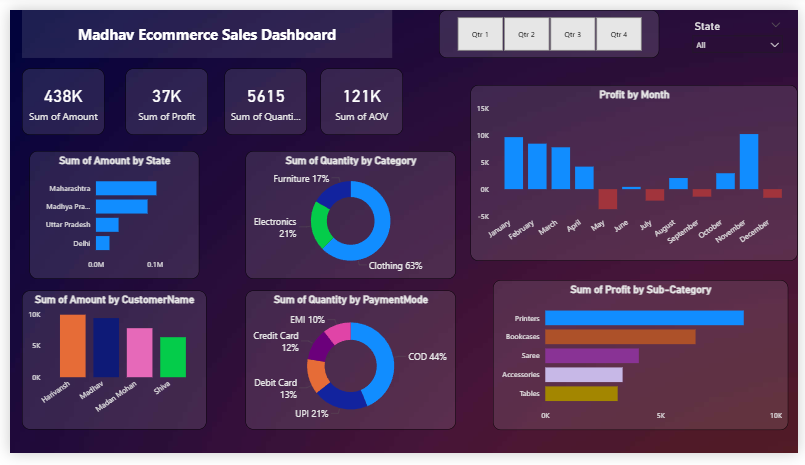 Madhav Ecommerce Sales Dashboard
Qtr 1
Qtr 2
Qtr 3
Qtr 4
State
All
438K
Sum of Amount
37K
Sum of Profit
5615
Sum of Quanti...
121K
Sum of AOV
Sum of Amount by State
Maharashtra
Madhya Pra...
Uttar Pradesh
Delhi
0.0M
0.1M
Sum of Quantity by Category
Furniture 17%
Electronics
21%
Clothing 63%
Profit by Month
15K
10K
5K
0K
-5K
January
February
March
April
May
June
July
August
September
October
November
December
Sum of Amount by CustomerName
10K
5K
0K
Harivansh
Madhav
Madan Mohan
Shiva
Sum of Quantity by PaymentMode
EMI 10%
Credit Card
12%
Debit Card
13%
UPI 21%
COD 44%
Sum of Profit by Sub-Category
Printers
Bookcases
Saree
Accessories
Tables
0K
5K
10K